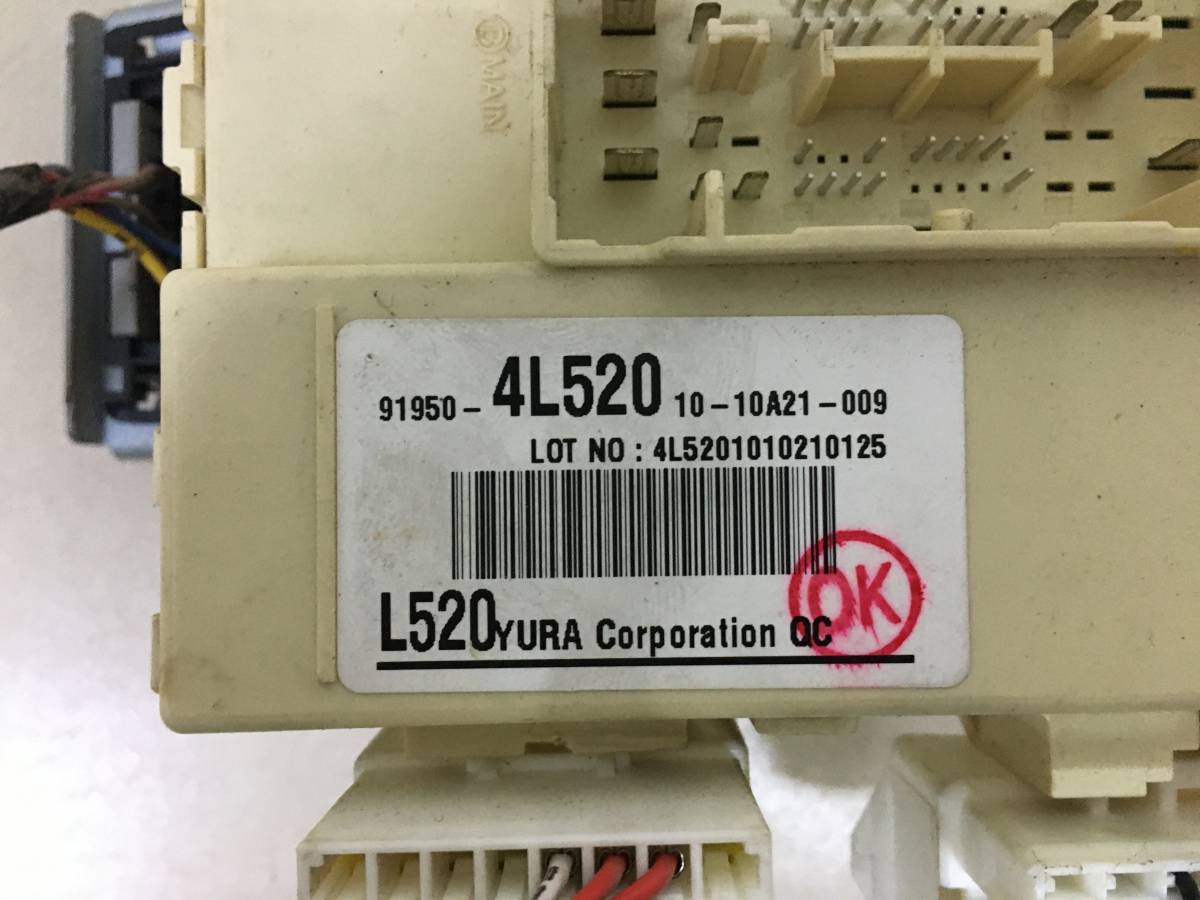 MAIN
91950- 4L520 10-10A21-009
LOT NO : 4L5201010210125
L520 YURA Corporation QC
OK